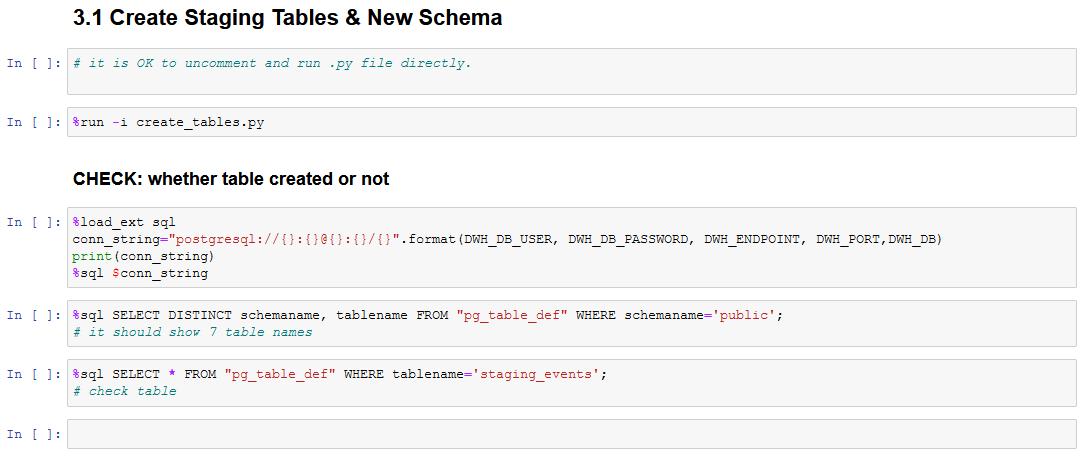 3.1 Create Staging Tables & New Schema
In [ ]: # it is OK to uncomment and run .py file directly.
In [ ]: %run -i create_tables.py
CHECK: whether table created or not
In [ ]: %load_ext sql
conn_string="postgresql://{}:{}@{}:{}/{}".format(DWH_DB_USER, DWH_DB_PASSWORD, DWH_ENDPOINT, DWH_PORT,DWH_DB)
print(conn_string)
%sql $conn_string
In [ ]: %sql SELECT DISTINCT schemaname, tablename FROM "pg_table_def" WHERE schemaname='public';
# it should show 7 table names
In [ ]: %sql SELECT * FROM "pg_table_def" WHERE tablename='staging_events';
# check table
In [ ]: